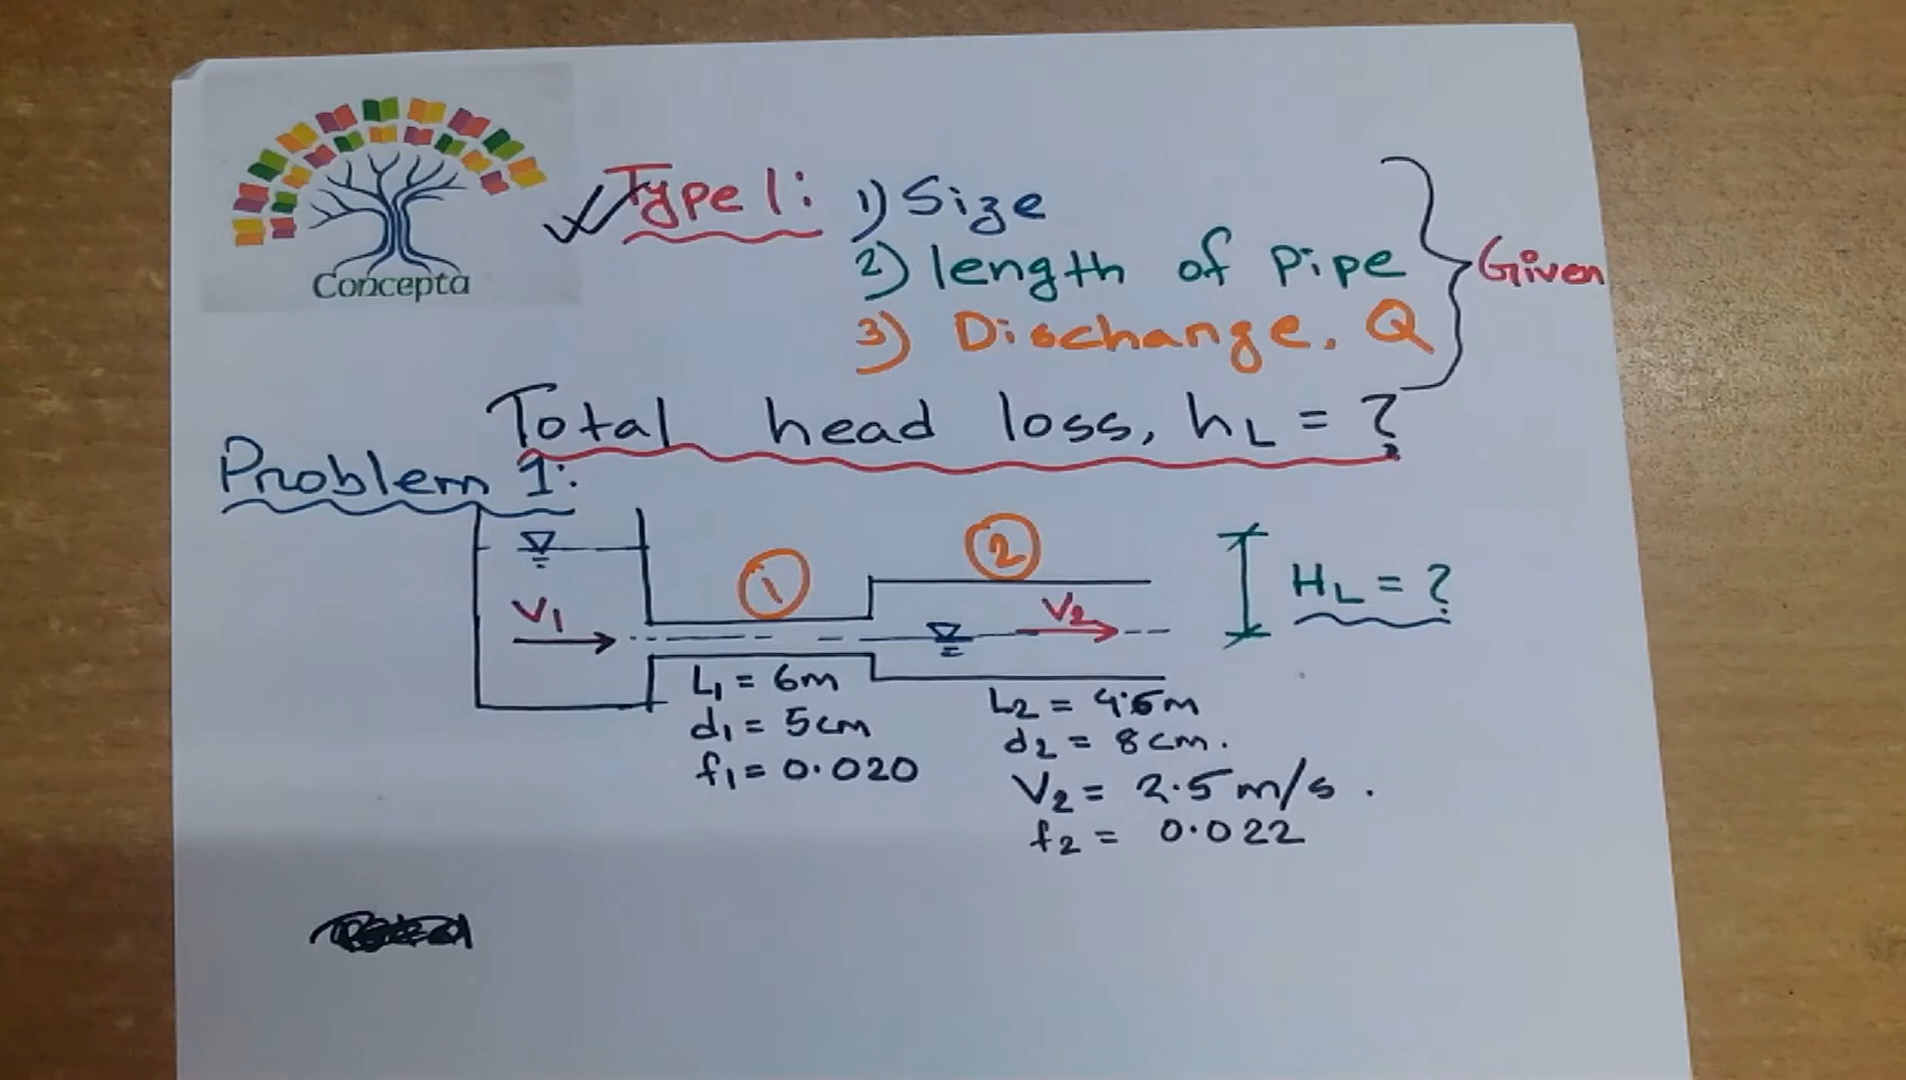 Concepta
Type 1: 1) Size
2) length of pipe
3) Dischange, Q
Given
Total head loss, hL = ?
Problem 1:
1
2
V1
V2
HL = ?
L1 = 6m
d1 = 5cm
f1 = 0.020
L2 = 4.5m
d2 = 8cm.
V2 = 2.5m/s.
f2 = 0.022